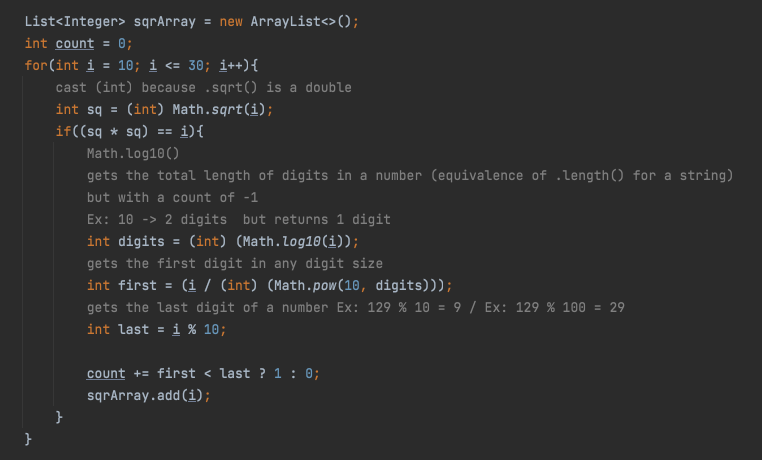 List<Integer> sqrArray = new ArrayList<>();
int count = 0;
for(int i = 10; i <= 30; i++){
cast (int) because .sqrt() is a double
int sq = (int) Math.sqrt(i);
if((sq * sq) == i){
Math.log10()
gets the total length of digits in a number (equivalence of .length() for a string)
but with a count of -1
Ex: 10 -> 2 digits  but returns 1 digit
int digits = (int) (Math.log10(i));
gets the first digit in any digit size
int first = (i / (int) (Math.pow(10, digits)));
gets the last digit of a number Ex: 129 % 10 = 9 / Ex: 129 % 100 = 29
int last = i % 10;
count += first < last ? 1 : 0;
sqrArray.add(i);
}
}